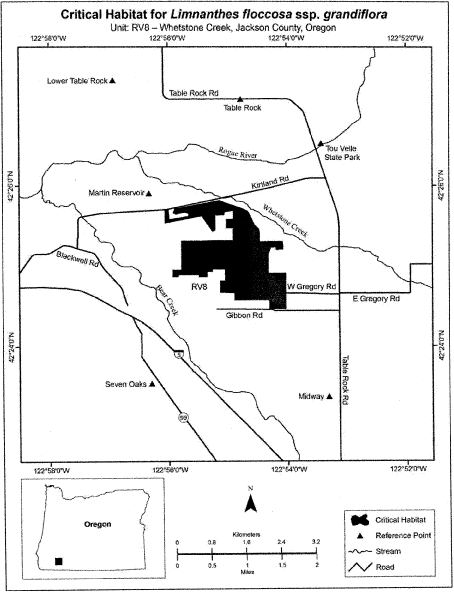 Critical Habitat for Limnanthes floccosa ssp. grandiflora
Unit: RV8 – Whetstone Creek, Jackson County, Oregon
122°58'0"W 122°56'0"W 122°54'0"W 122°52'0"W
Lower Table Rock
Table Rock Rd
Table Rock
Rogue River
Tou Velle
State Park
42°26'0"N
42°26'0"N
Kirtland Rd
Martin Reservoir
Whetstone Creek
Blackwell Rd
RV8
W Gregory Rd
E Gregory Rd
Bear Creek
Gibbon Rd
42°24'0"N
42°24'0"N
5
Table Rock Rd
Seven Oaks
Midway
99
122°58'0"W 122°56'0"W 122°54'0"W 122°52'0"W
Oregon
N
Kilometers
0 0.8 1.6 2.4 3.2
0 0.5 1 1.5 2
Miles
Critical Habitat
Reference Point
Stream
Road